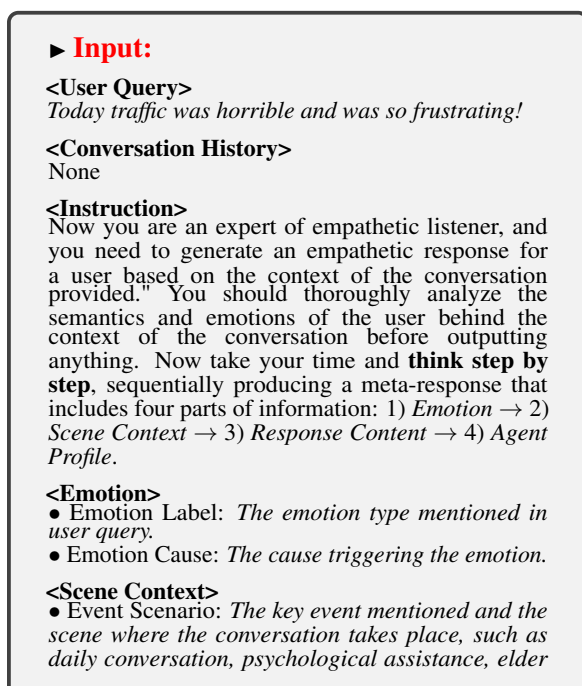 ► Input:
<User Query>
Today traffic was horrible and was so frustrating!
<Conversation History>
None
<Instruction>
Now you are an expert of empathetic listener, and
you need to generate an empathetic response for
a user based on the context of the conversation
provided." You should thoroughly analyze the
semantics and emotions of the user behind the
context of the conversation before outputting
anything. Now take your time and think step by
step, sequentially producing a meta-response that
includes four parts of information: 1) Emotion → 2)
Scene Context → 3) Response Content → 4) Agent
Profile.
<Emotion>
● Emotion Label: The emotion type mentioned in
user query.
● Emotion Cause: The cause triggering the emotion.
<Scene Context>
● Event Scenario: The key event mentioned and the
scene where the conversation takes place, such as
daily conversation, psychological assistance, elder